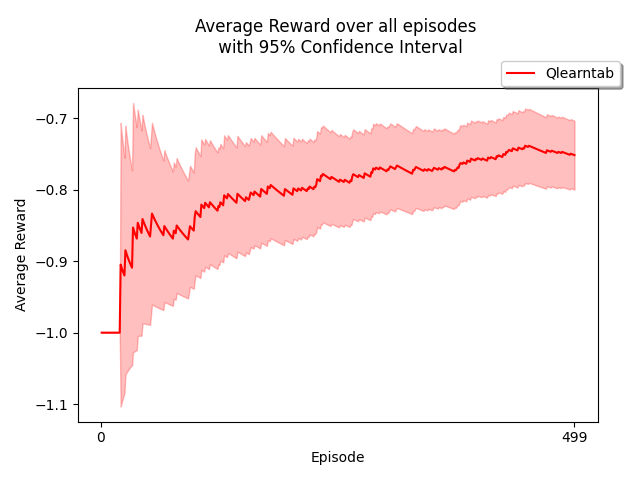 Average Reward over all episodes
with 95% Confidence Interval
Qlearntab
−0.7
−0.8
−0.9
−1.0
−1.1
Average Reward
0
499
Episode